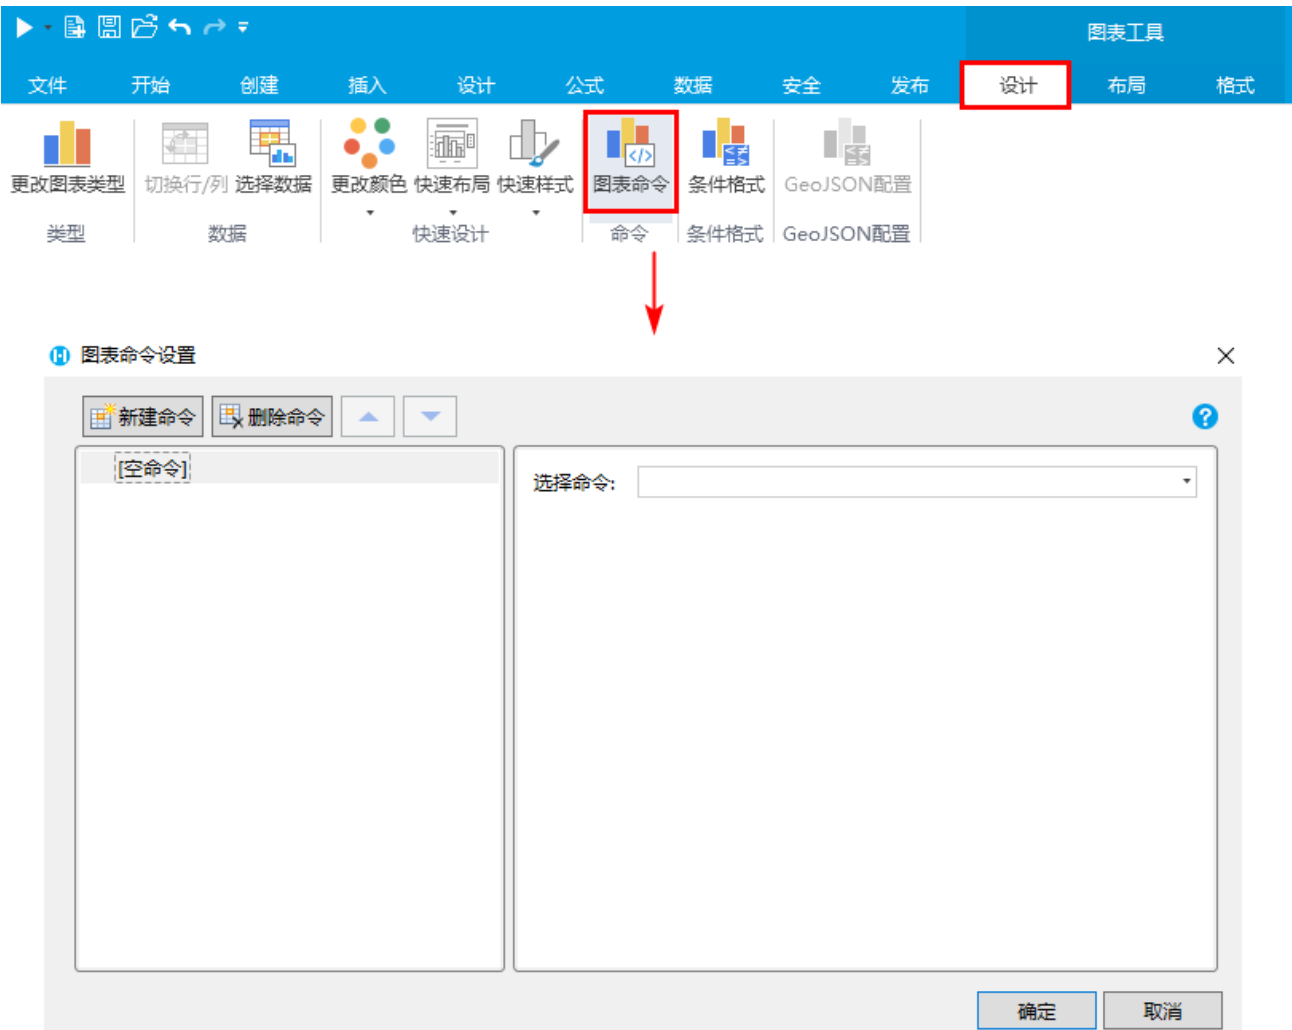 图表工具
文件 开始 创建 插入 设计 公式 数据 安全 发布 设计 布局 格式
更改图表类型 切换行/列 选择数据 更改颜色 快速布局 快速样式 图表命令 条件格式 GeoJSON配置
类型 数据 快速设计 命令 条件格式 GeoJSON配置
图表命令设置
新建命令 删除命令
[空命令]
选择命令:
确定 取消